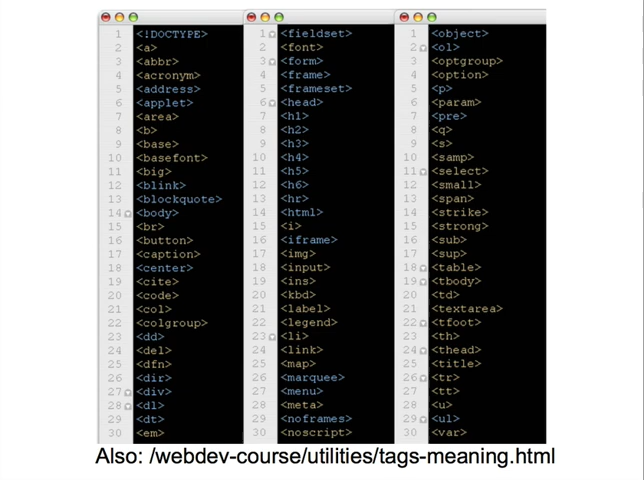 1 <!DOCTYPE>
2 <a>
3 <abbr>
4 <acronym>
5 <address>
6 <applet>
7 <area>
8 <b>
9 <base>
10 <basefont>
11 <big>
12 <blink>
13 <blockquote>
14 <body>
15 <br>
16 <button>
17 <caption>
18 <center>
19 <cite>
20 <code>
21 <col>
22 <colgroup>
23 <dd>
24 <del>
25 <dfn>
26 <dir>
27 <div>
28 <dl>
29 <dt>
30 <em>
1 <fieldset>
2 <font>
3 <form>
4 <frame>
5 <frameset>
6 <head>
7 <h1>
8 <h2>
9 <h3>
10 <h4>
11 <h5>
12 <h6>
13 <hr>
14 <html>
15 <i>
16 <iframe>
17 <img>
18 <input>
19 <ins>
20 <kbd>
21 <label>
22 <legend>
23 <li>
24 <link>
25 <map>
26 <marquee>
27 <menu>
28 <meta>
29 <noframes>
30 <noscript>
1 <object>
2 <ol>
3 <optgroup>
4 <option>
5 <p>
6 <param>
7 <pre>
8 <q>
9 <s>
10 <samp>
11 <select>
12 <small>
13 <span>
14 <strike>
15 <strong>
16 <sub>
17 <sup>
18 <table>
19 <tbody>
20 <td>
21 <textarea>
22 <tfoot>
23 <th>
24 <thead>
25 <title>
26 <tr>
27 <tt>
28 <u>
29 <ul>
30 <var>
Also: /webdev-course/utilities/tags-meaning.html